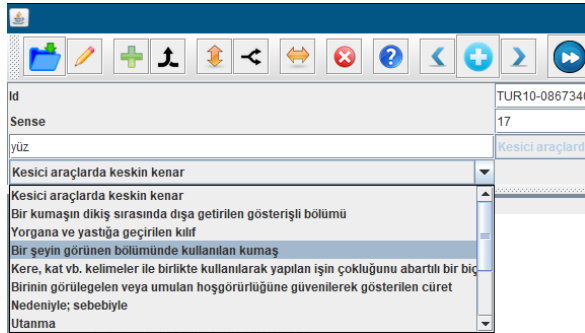 Id
TUR10-0867340
Sense
17
yüz
Kesici araçlard
Kesici araçlarda keskin kenar
Kesici araçlarda keskin kenar
Bir kumaşın dikiş sırasında dışa getirilen gösterişli bölümü
Yorgana ve yastığa geçirilen kılıf
Bir şeyin görünen bölümünde kullanılan kumaş
Kere, kat vb. kelimeler ile birlikte kullanılarak yapılan işin çokluğunu abartılı bir biç
Birinin görülegelen veya umulan hoşgörürlüğüne güvenilerek gösterilen cüret
Nedeniyle; sebebiyle
Utanma